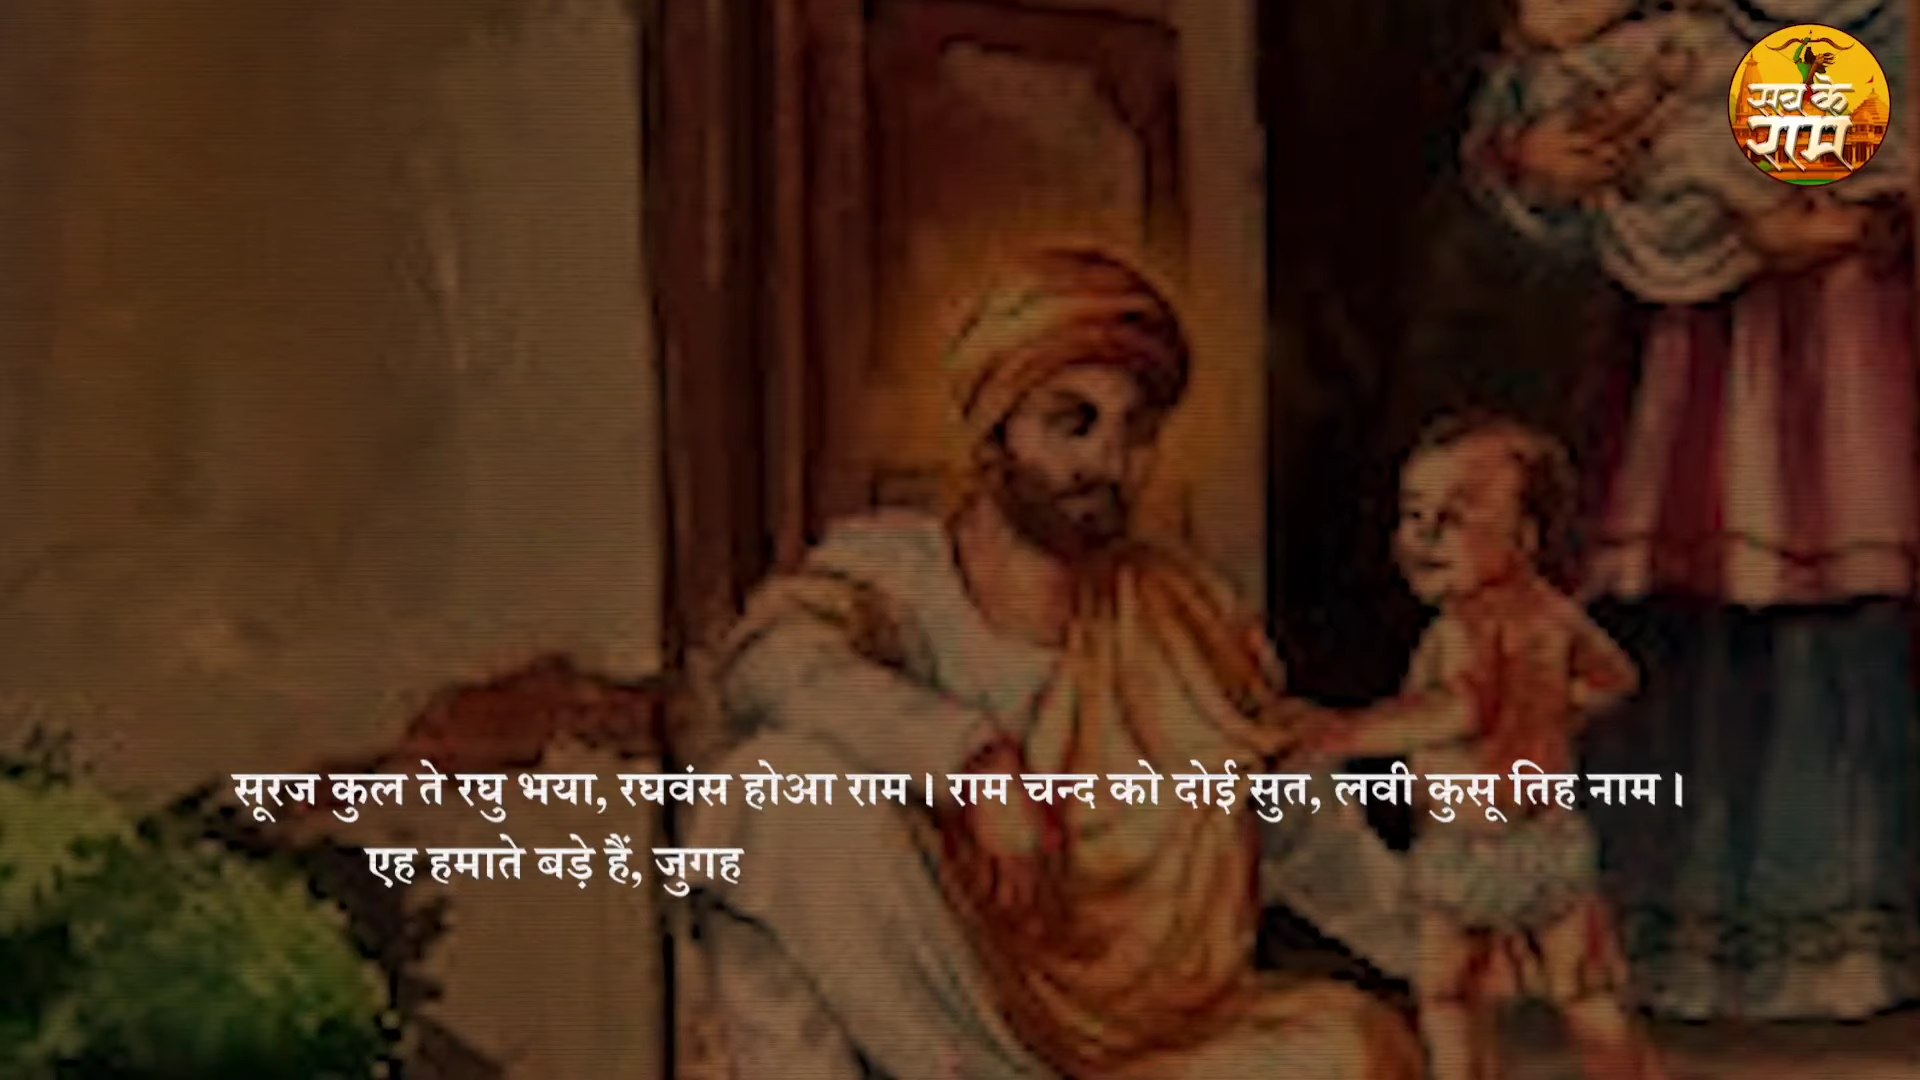 सब के
राम
सूरज कुल ते रघु भया, रघवंस होआ राम । राम चन्द को दोई सुत, लवी कुसू तिह नाम ।
एह हमाते बड़े हैं, जुगह